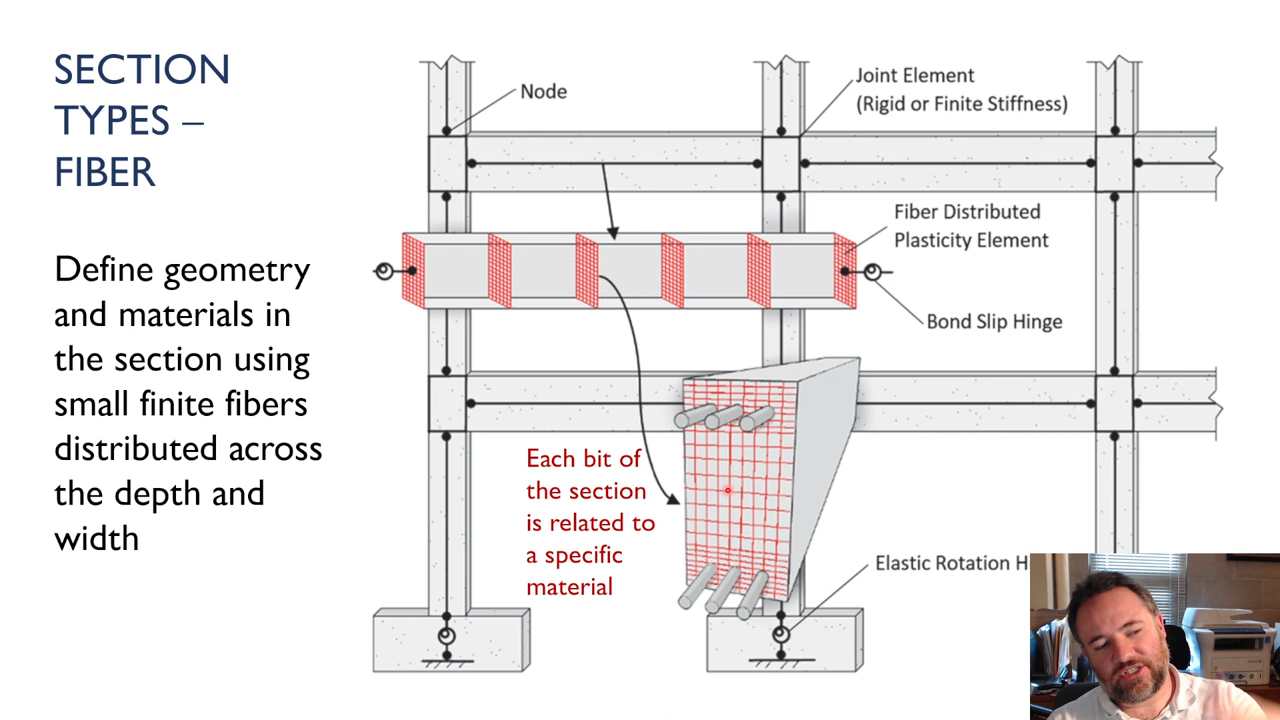 SECTION
TYPES –
FIBER
Define geometry
and materials in
the section using
small finite fibers
distributed across
the depth and
width
Node
Joint Element
(Rigid or Finite Stiffness)
Fiber Distributed
Plasticity Element
Bond Slip Hinge
Each bit of
the section
is related to
a specific
material
Elastic Rotation H